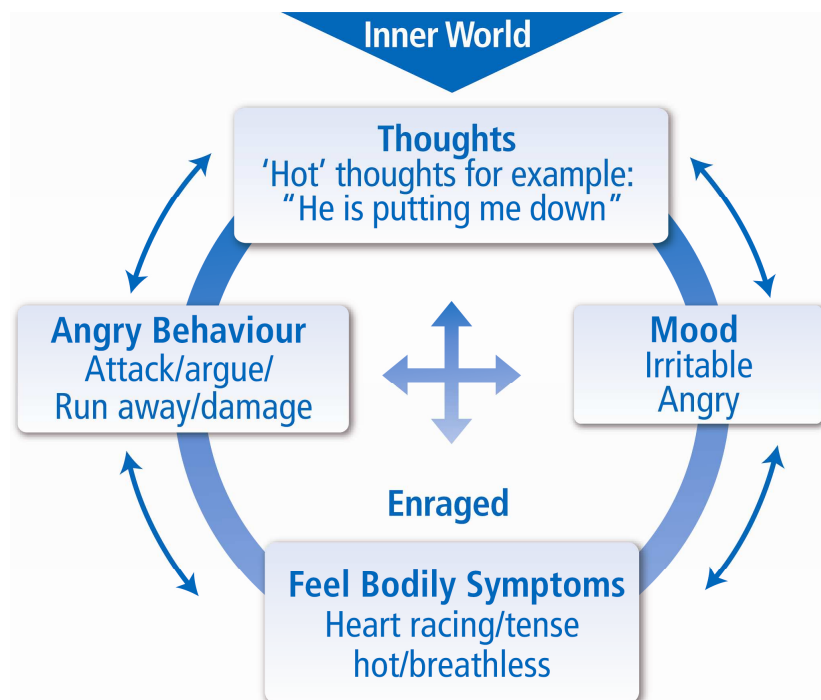 Inner World
Thoughts
'Hot' thoughts for example:
"He is putting me down"
Angry Behaviour
Attack/argue/
Run away/damage
Mood
Irritable
Angry
Enraged
Feel Bodily Symptoms
Heart racing/tense
hot/breathless